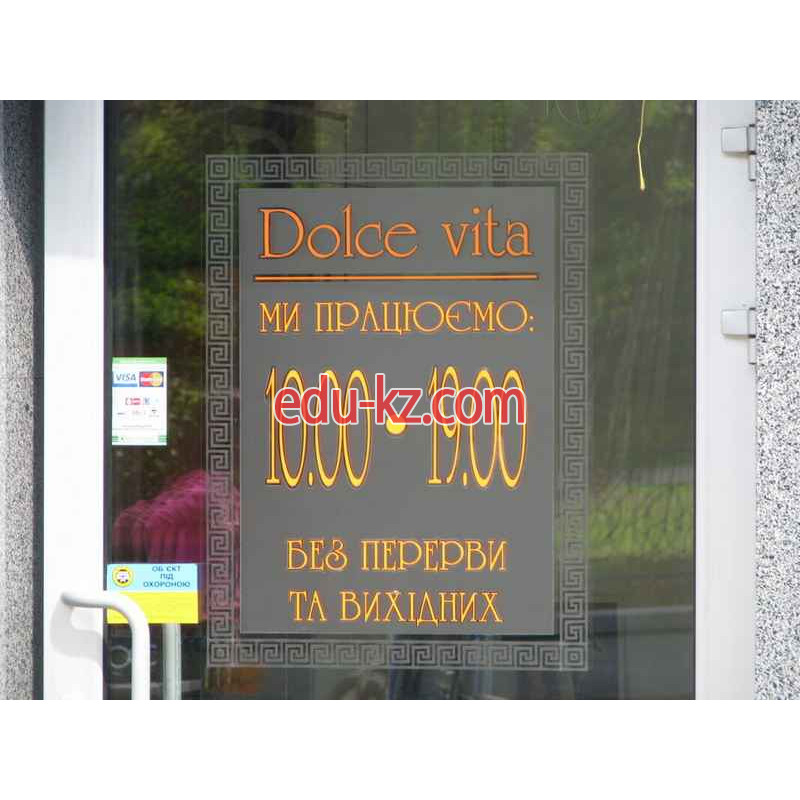 Dolce vita
МИ ПРАЦЮЄМО:
10.00 • 19.00
edu-kz.com
БЕЗ ПЕРЕРВИ
ТА ВИХІДНИХ
VISA
ОБ'ЄКТ
ПІД
ОХОРОНОЮ